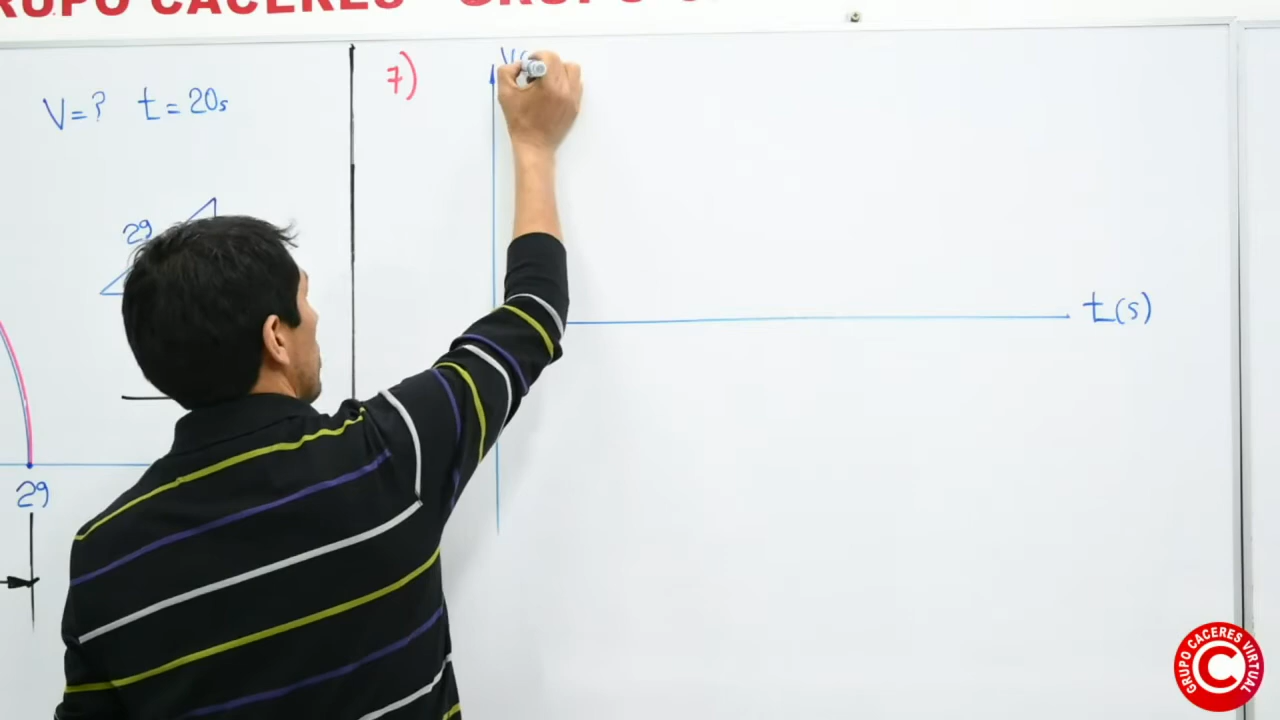 GRUPO CACERES
V=? t=20s
29
29
7)
t(s)
GRUPO CACERES VIRTUAL
C